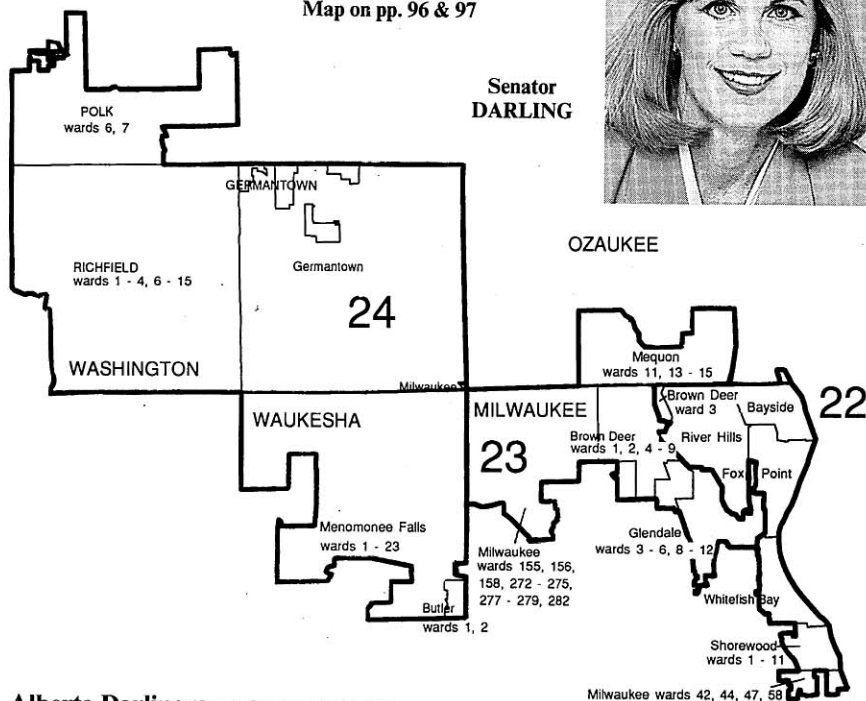 Map on pp. 96 & 97
Senator
DARLING
POLK
wards 6, 7
GERMANTOWN
OZAUKEE
RICHFIELD
wards 1 - 4, 6 - 15
Germantown
24
WASHINGTON
Mequon
wards 11, 13 - 15
Milwaukee
WAUKESHA
MILWAUKEE
Brown Deer
ward 3
Bayside
22
Brown Deer
wards 1, 2, 4 - 9
River Hills
23
Fox Point
Menomonee Falls
wards 1 - 23
Milwaukee
wards 155, 156,
158, 272 - 275,
277 - 279, 282
Glendale
wards 3 - 6, 8 - 12
Butler
wards 1, 2
Whitefish Bay
Shorewood
wards 1 - 11
Milwaukee wards 42, 44, 47, 58
Alberta Darling